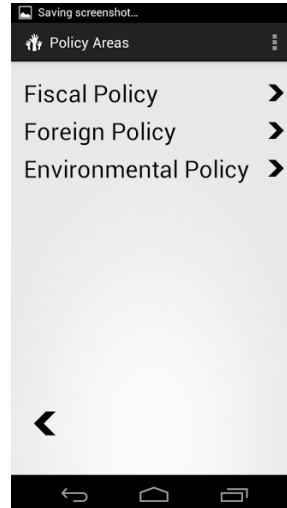 Saving screenshot...
Policy Areas
Fiscal Policy
Foreign Policy
Environmental Policy